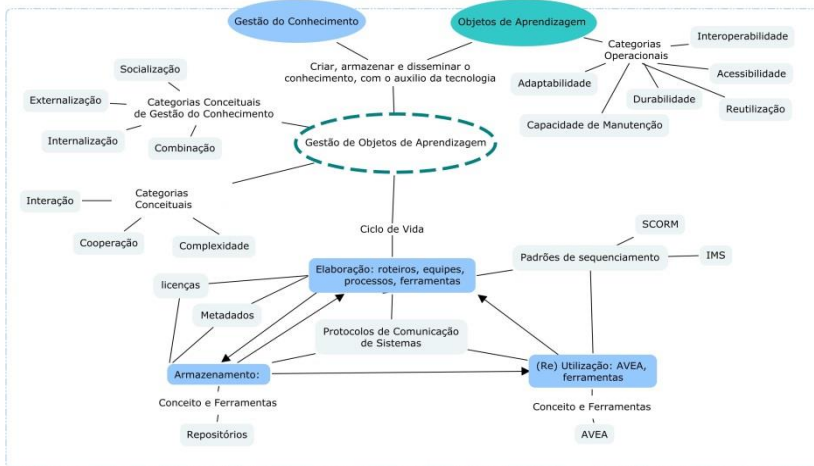 Gestão do Conhecimento
Objetos de Aprendizagem
Categorias
Operacionais
Interoperabilidade
Acessibilidade
Reutilização
Durabilidade
Adaptabilidade
Capacidade de Manutenção
Criar, armazenar e disseminar o
conhecimento, com o auxilio da tecnologia
Socialização
Externalização
Categorias Conceituais
de Gestão do Conhecimento
Internalização
Combinação
Gestão de Objetos de Aprendizagem
Interação
Categorias
Conceituais
Cooperação
Complexidade
Ciclo de Vida
SCORM
IMS
Padrões de sequenciamento
Elaboração: roteiros, equipes,
processos, ferramentas
licenças
Metadados
Protocolos de Comunicação
de Sistemas
Armazenamento:
(Re) Utilização: AVEA,
ferramentas
Conceito e Ferramentas
Conceito e Ferramentas
Repositórios
AVEA